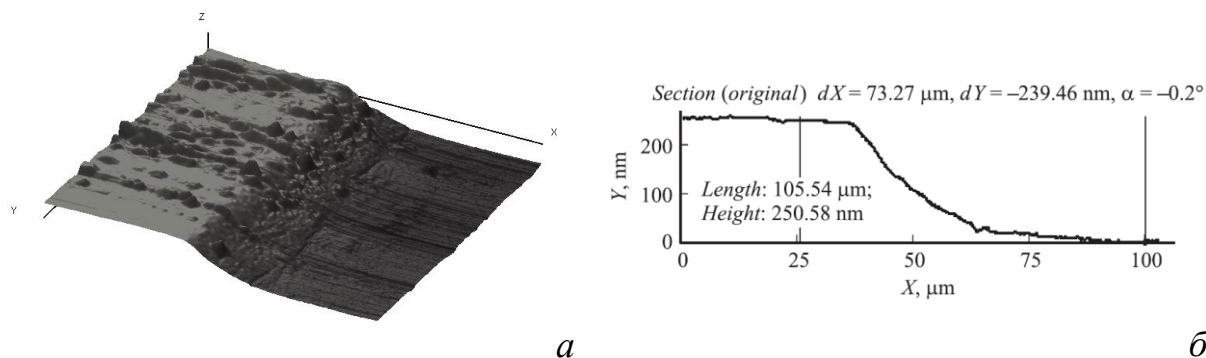 Z
X
Y
а
Section (original) dX = 73.27 μm, dY = –239.46 nm, α = –0.2°
Y, nm
200
100
0
Length: 105.54 μm;
Height: 250.58 nm
0 25 50 75 100
X, μm
б